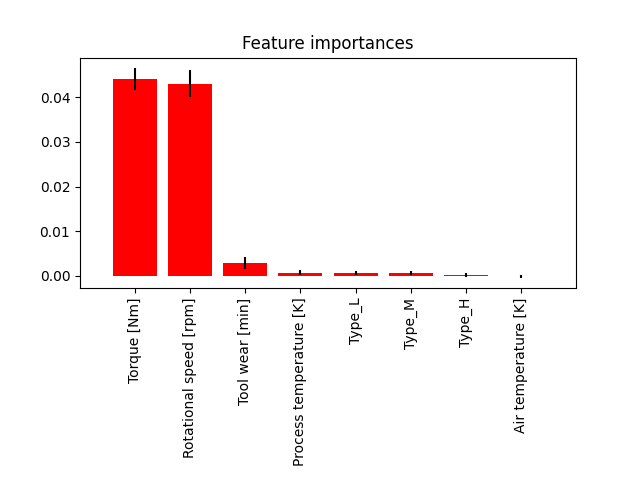 Feature importances
0.04
0.03
0.02
0.01
0.00
Torque [Nm]
Rotational speed [rpm]
Tool wear [min]
Process temperature [K]
Type_L
Type_M
Type_H
Air temperature [K]